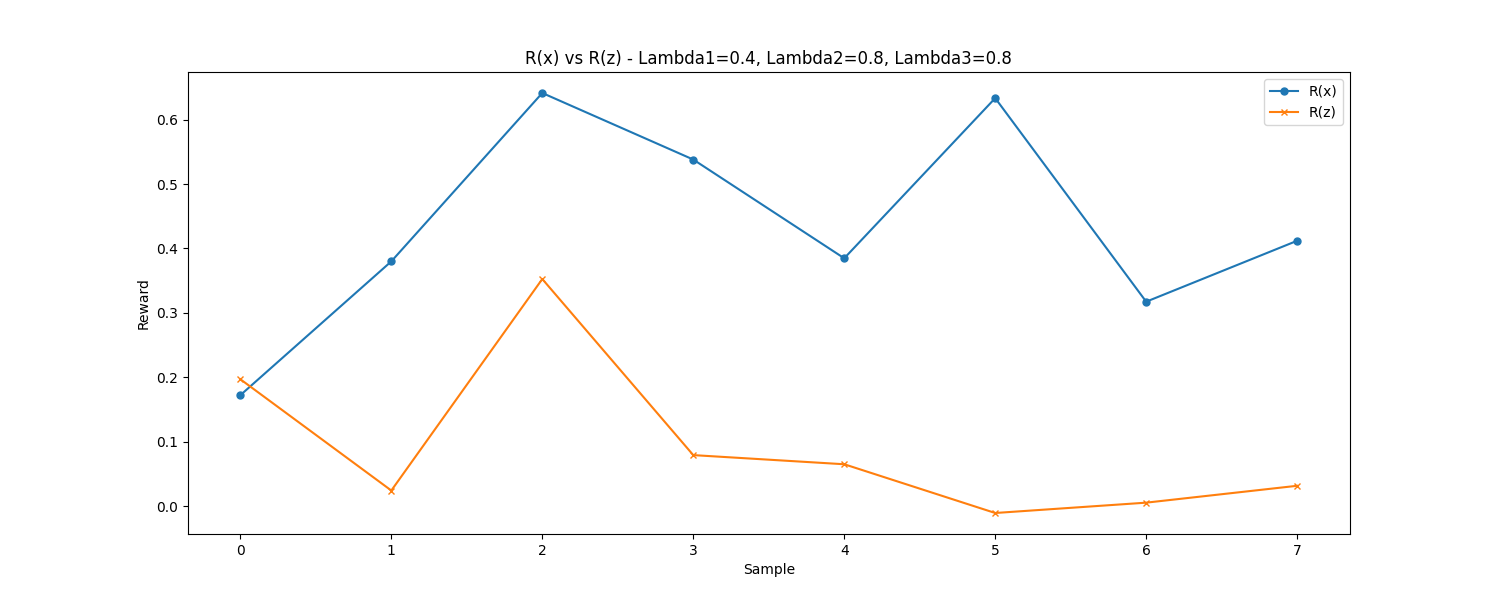 R(x) vs R(z) - Lambda1=0.4, Lambda2=0.8, Lambda3=0.8
R(x)
R(z)
Reward
0.6
0.5
0.4
0.3
0.2
0.1
0.0
0 1 2 3 4 5 6 7
Sample